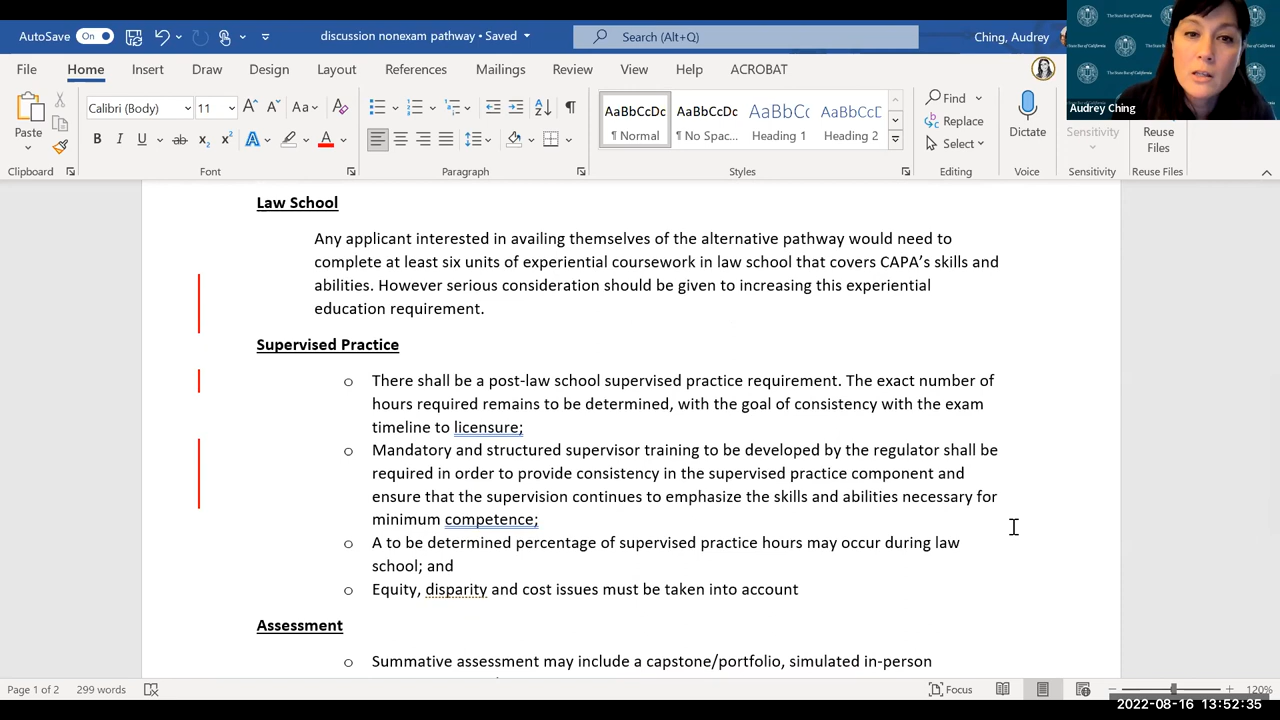 AutoSave On
discussion nonexam pathway • Saved
Search (Alt+Q)
Ching, Audrey
The State Bar of California
Audrey Ching
File Home Insert Draw Design Layout References Mailings Review View Help ACROBAT
Paste
Clipboard
Calibri (Body) 11
Font
Paragraph
AaBbCcDc AaBbCcDc AaBbCc AaBbCcD
¶ Normal ¶ No Spac... Heading 1 Heading 2
Styles
Find
Replace
Select
Editing
Dictate
Voice
Sensitivity
Sensitivity
Reuse
Files
Reuse Files
Law School
Any applicant interested in availing themselves of the alternative pathway would need to
complete at least six units of experiential coursework in law school that covers CAPA's skills and
abilities. However serious consideration should be given to increasing this experiential
education requirement.
Supervised Practice
o There shall be a post-law school supervised practice requirement. The exact number of
hours required remains to be determined, with the goal of consistency with the exam
timeline to licensure;
o Mandatory and structured supervisor training to be developed by the regulator shall be
required in order to provide consistency in the supervised practice component and
ensure that the supervision continues to emphasize the skills and abilities necessary for
minimum competence;
o A to be determined percentage of supervised practice hours may occur during law
school; and
o Equity, disparity and cost issues must be taken into account
Assessment
o Summative assessment may include a capstone/portfolio, simulated in-person
Page 1 of 2 299 words
Focus
120%
2022-08-16 13:52:35